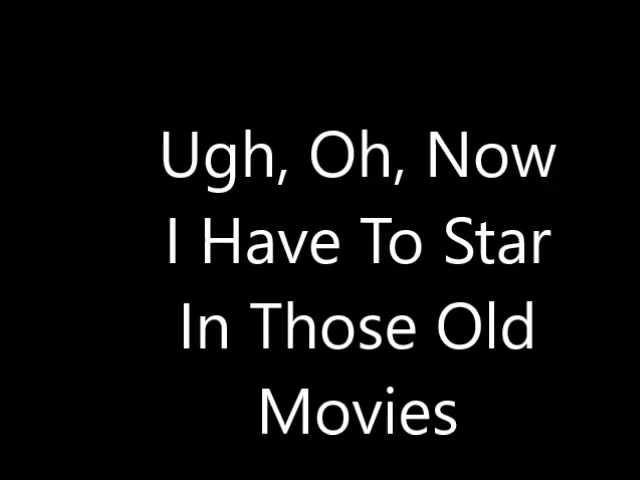 Ugh, Oh, Now
I Have To Star
In Those Old
Movies